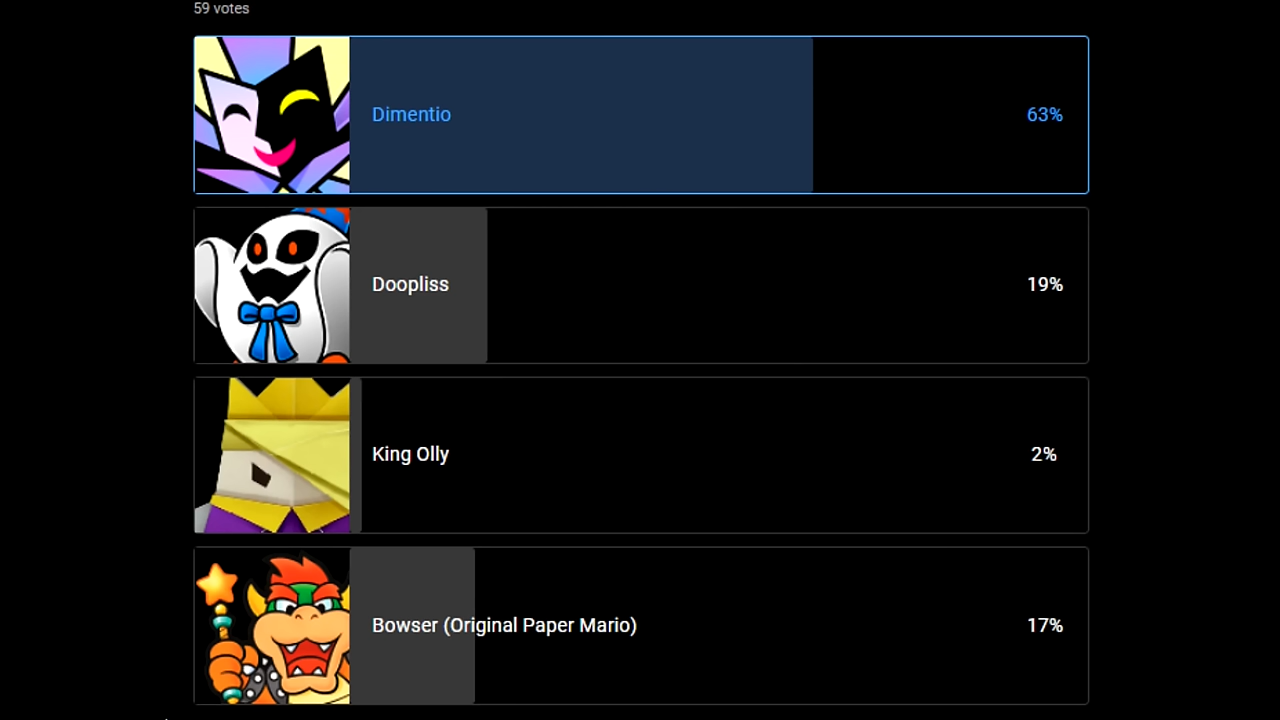 59 votes
Dimentio 63%
Doopliss 19%
King Olly 2%
Bowser (Original Paper Mario) 17%